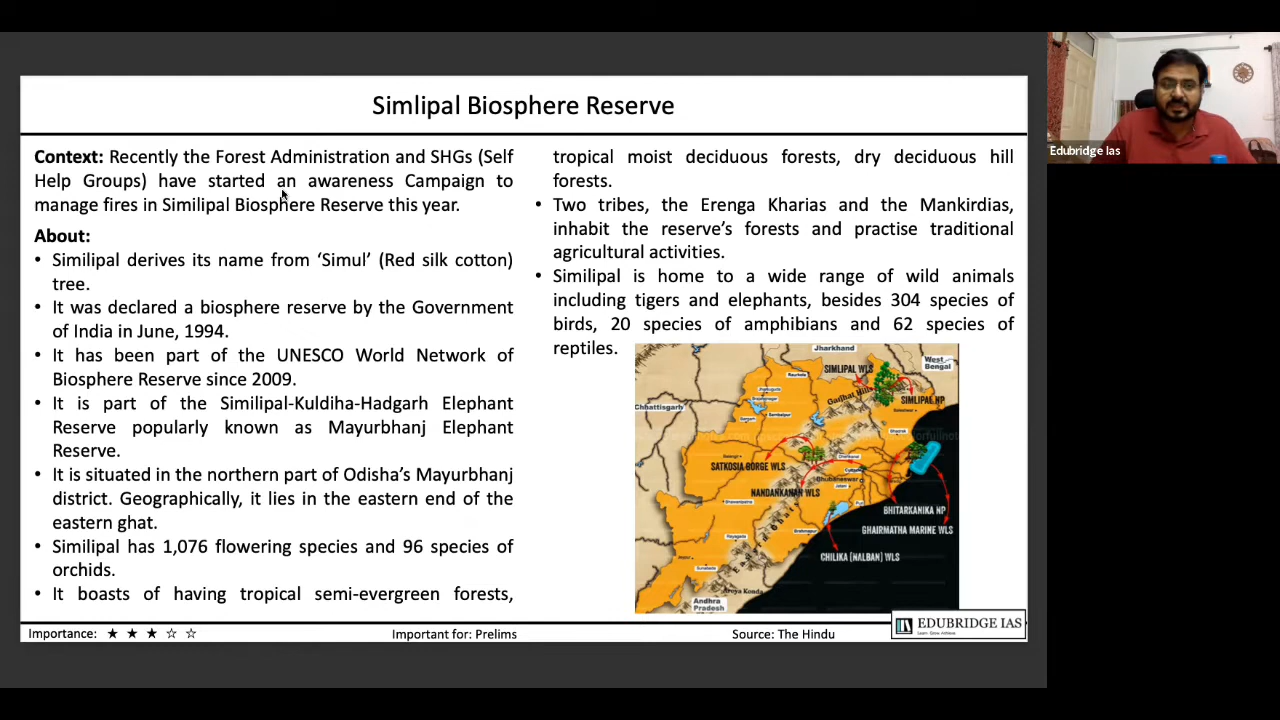 Simlipal Biosphere Reserve
Context: Recently the Forest Administration and SHGs (Self
Help Groups) have started an awareness Campaign to
manage fires in Similipal Biosphere Reserve this year.
About:
• Similipal derives its name from ‘Simul’ (Red silk cotton)
tree.
• It was declared a biosphere reserve by the Government
of India in June, 1994.
• It has been part of the UNESCO World Network of
Biosphere Reserve since 2009.
• It is part of the Similipal-Kuldiha-Hadgarh Elephant
Reserve popularly known as Mayurbhanj Elephant
Reserve.
• It is situated in the northern part of Odisha’s Mayurbhanj
district. Geographically, it lies in the eastern end of the
eastern ghat.
• Similipal has 1,076 flowering species and 96 species of
orchids.
• It boasts of having tropical semi-evergreen forests,
tropical moist deciduous forests, dry deciduous hill
forests.
• Two tribes, the Erenga Kharias and the Mankirdias,
inhabit the reserve’s forests and practise traditional
agricultural activities.
• Similipal is home to a wide range of wild animals
including tigers and elephants, besides 304 species of
birds, 20 species of amphibians and 62 species of
reptiles.
Jharkhand
West
Bengal
SIMLIPAL WLS
Chhattisgarh
SIMLIPAL NP
SATKOSIA GORGE WLS
NANDANKANAN WLS
Bhubaneswar
BHITARKANIKA NP
GHAIRMATHA MARINE WLS
CHILIKA (NALBAN) WLS
Andhra
Pradesh
Importance: ★ ★ ★ ☆ ☆
Important for: Prelims
Source: The Hindu
EDUBRIDGE IAS
Learn. Grow. Achieve
Edubridge Ias